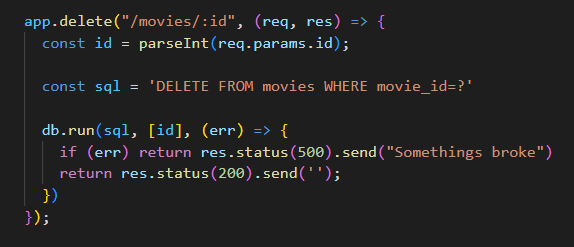 app.delete("/movies/:id", (req, res) => {
  const id = parseInt(req.params.id);
  const sql = 'DELETE FROM movies WHERE movie_id=?'
  db.run(sql, [id], (err) => {
    if (err) return res.status(500).send("Somethings broke")
    return res.status(200).send('');
  })
});